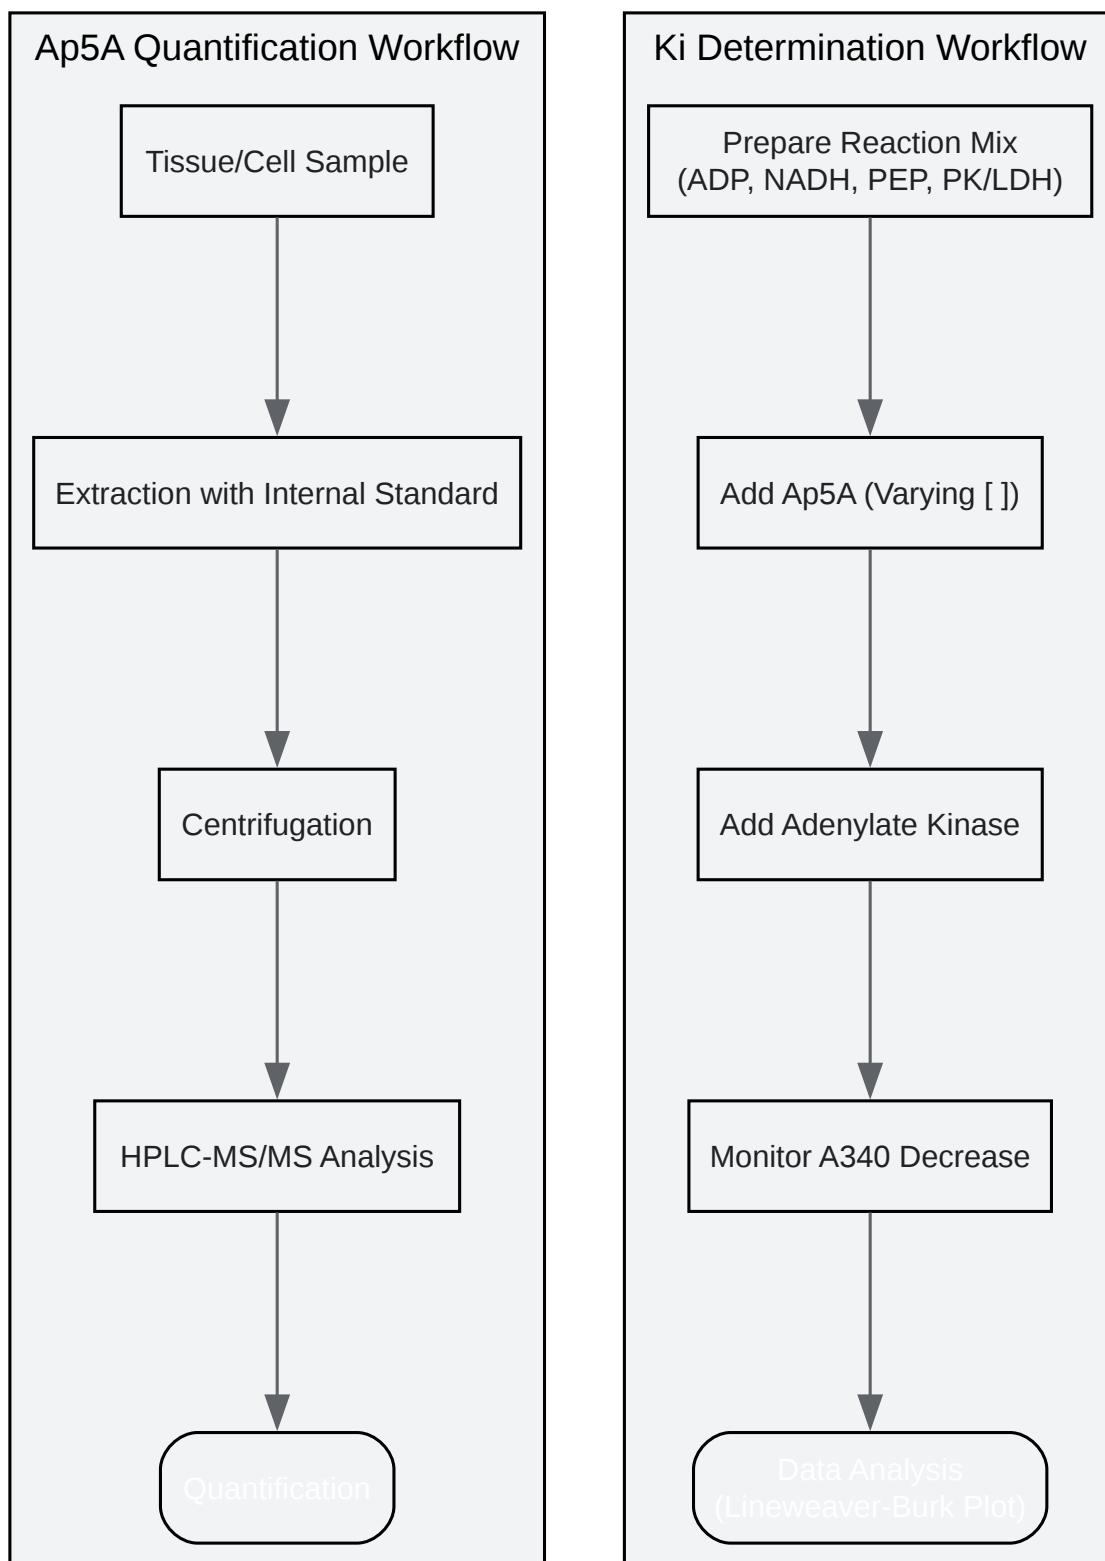 Ap5A Quantification Workflow
Tissue/Cell Sample
Extraction with Internal Standard
Centrifugation
HPLC-MS/MS Analysis
Quantification
Ki Determination Workflow
Prepare Reaction Mix
(ADP, NADH, PEP, PK/LDH)
Add Ap5A (Varying [ ])
Add Adenylate Kinase
Monitor A340 Decrease
Data Analysis
(Lineweaver-Burk Plot)